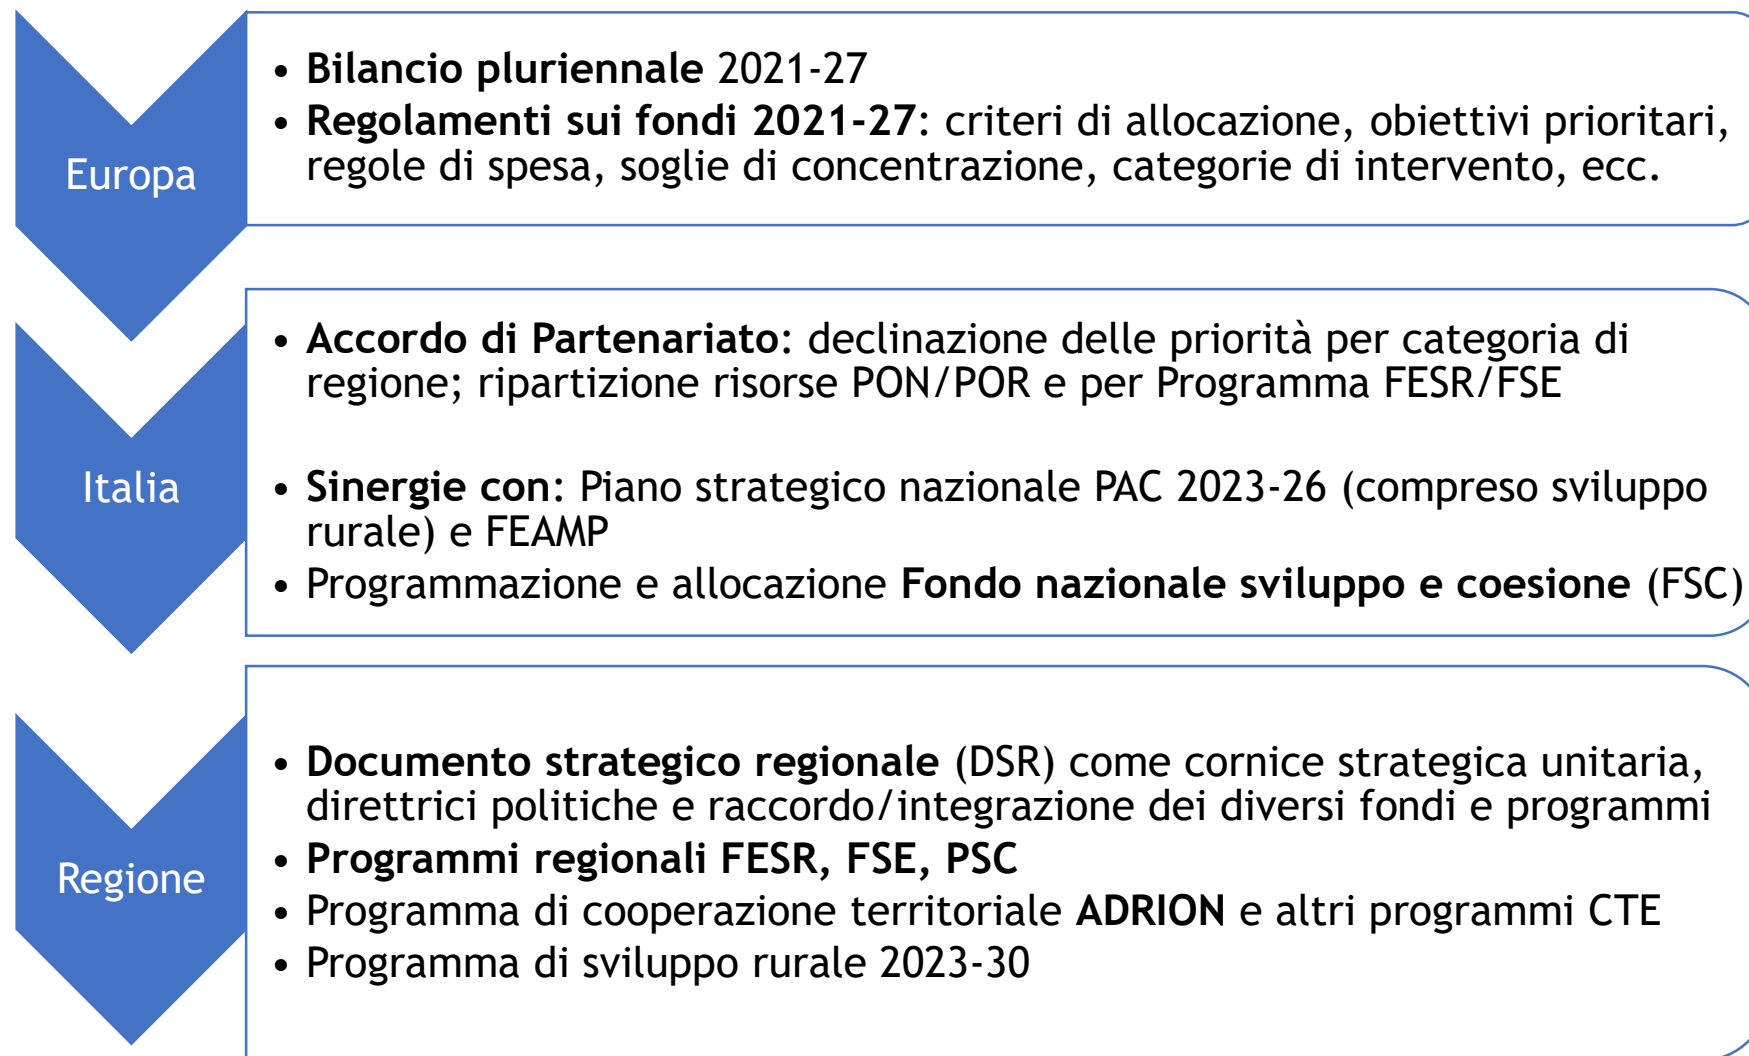 Europa
• Bilancio pluriennale 2021-27
• Regolamenti sui fondi 2021-27: criteri di allocazione, obiettivi prioritari,
regole di spesa, soglie di concentrazione, categorie di intervento, ecc.
Italia
• Accordo di Partenariato: declinazione delle priorità per categoria di
regione; ripartizione risorse PON/POR e per Programma FESR/FSE
• Sinergie con: Piano strategico nazionale PAC 2023-26 (compreso sviluppo
rurale) e FEAMP
• Programmazione e allocazione Fondo nazionale sviluppo e coesione (FSC)
Regione
• Documento strategico regionale (DSR) come cornice strategica unitaria,
direttrici politiche e raccordo/integrazione dei diversi fondi e programmi
• Programmi regionali FESR, FSE, PSC
• Programma di cooperazione territoriale ADRION e altri programmi CTE
• Programma di sviluppo rurale 2023-30